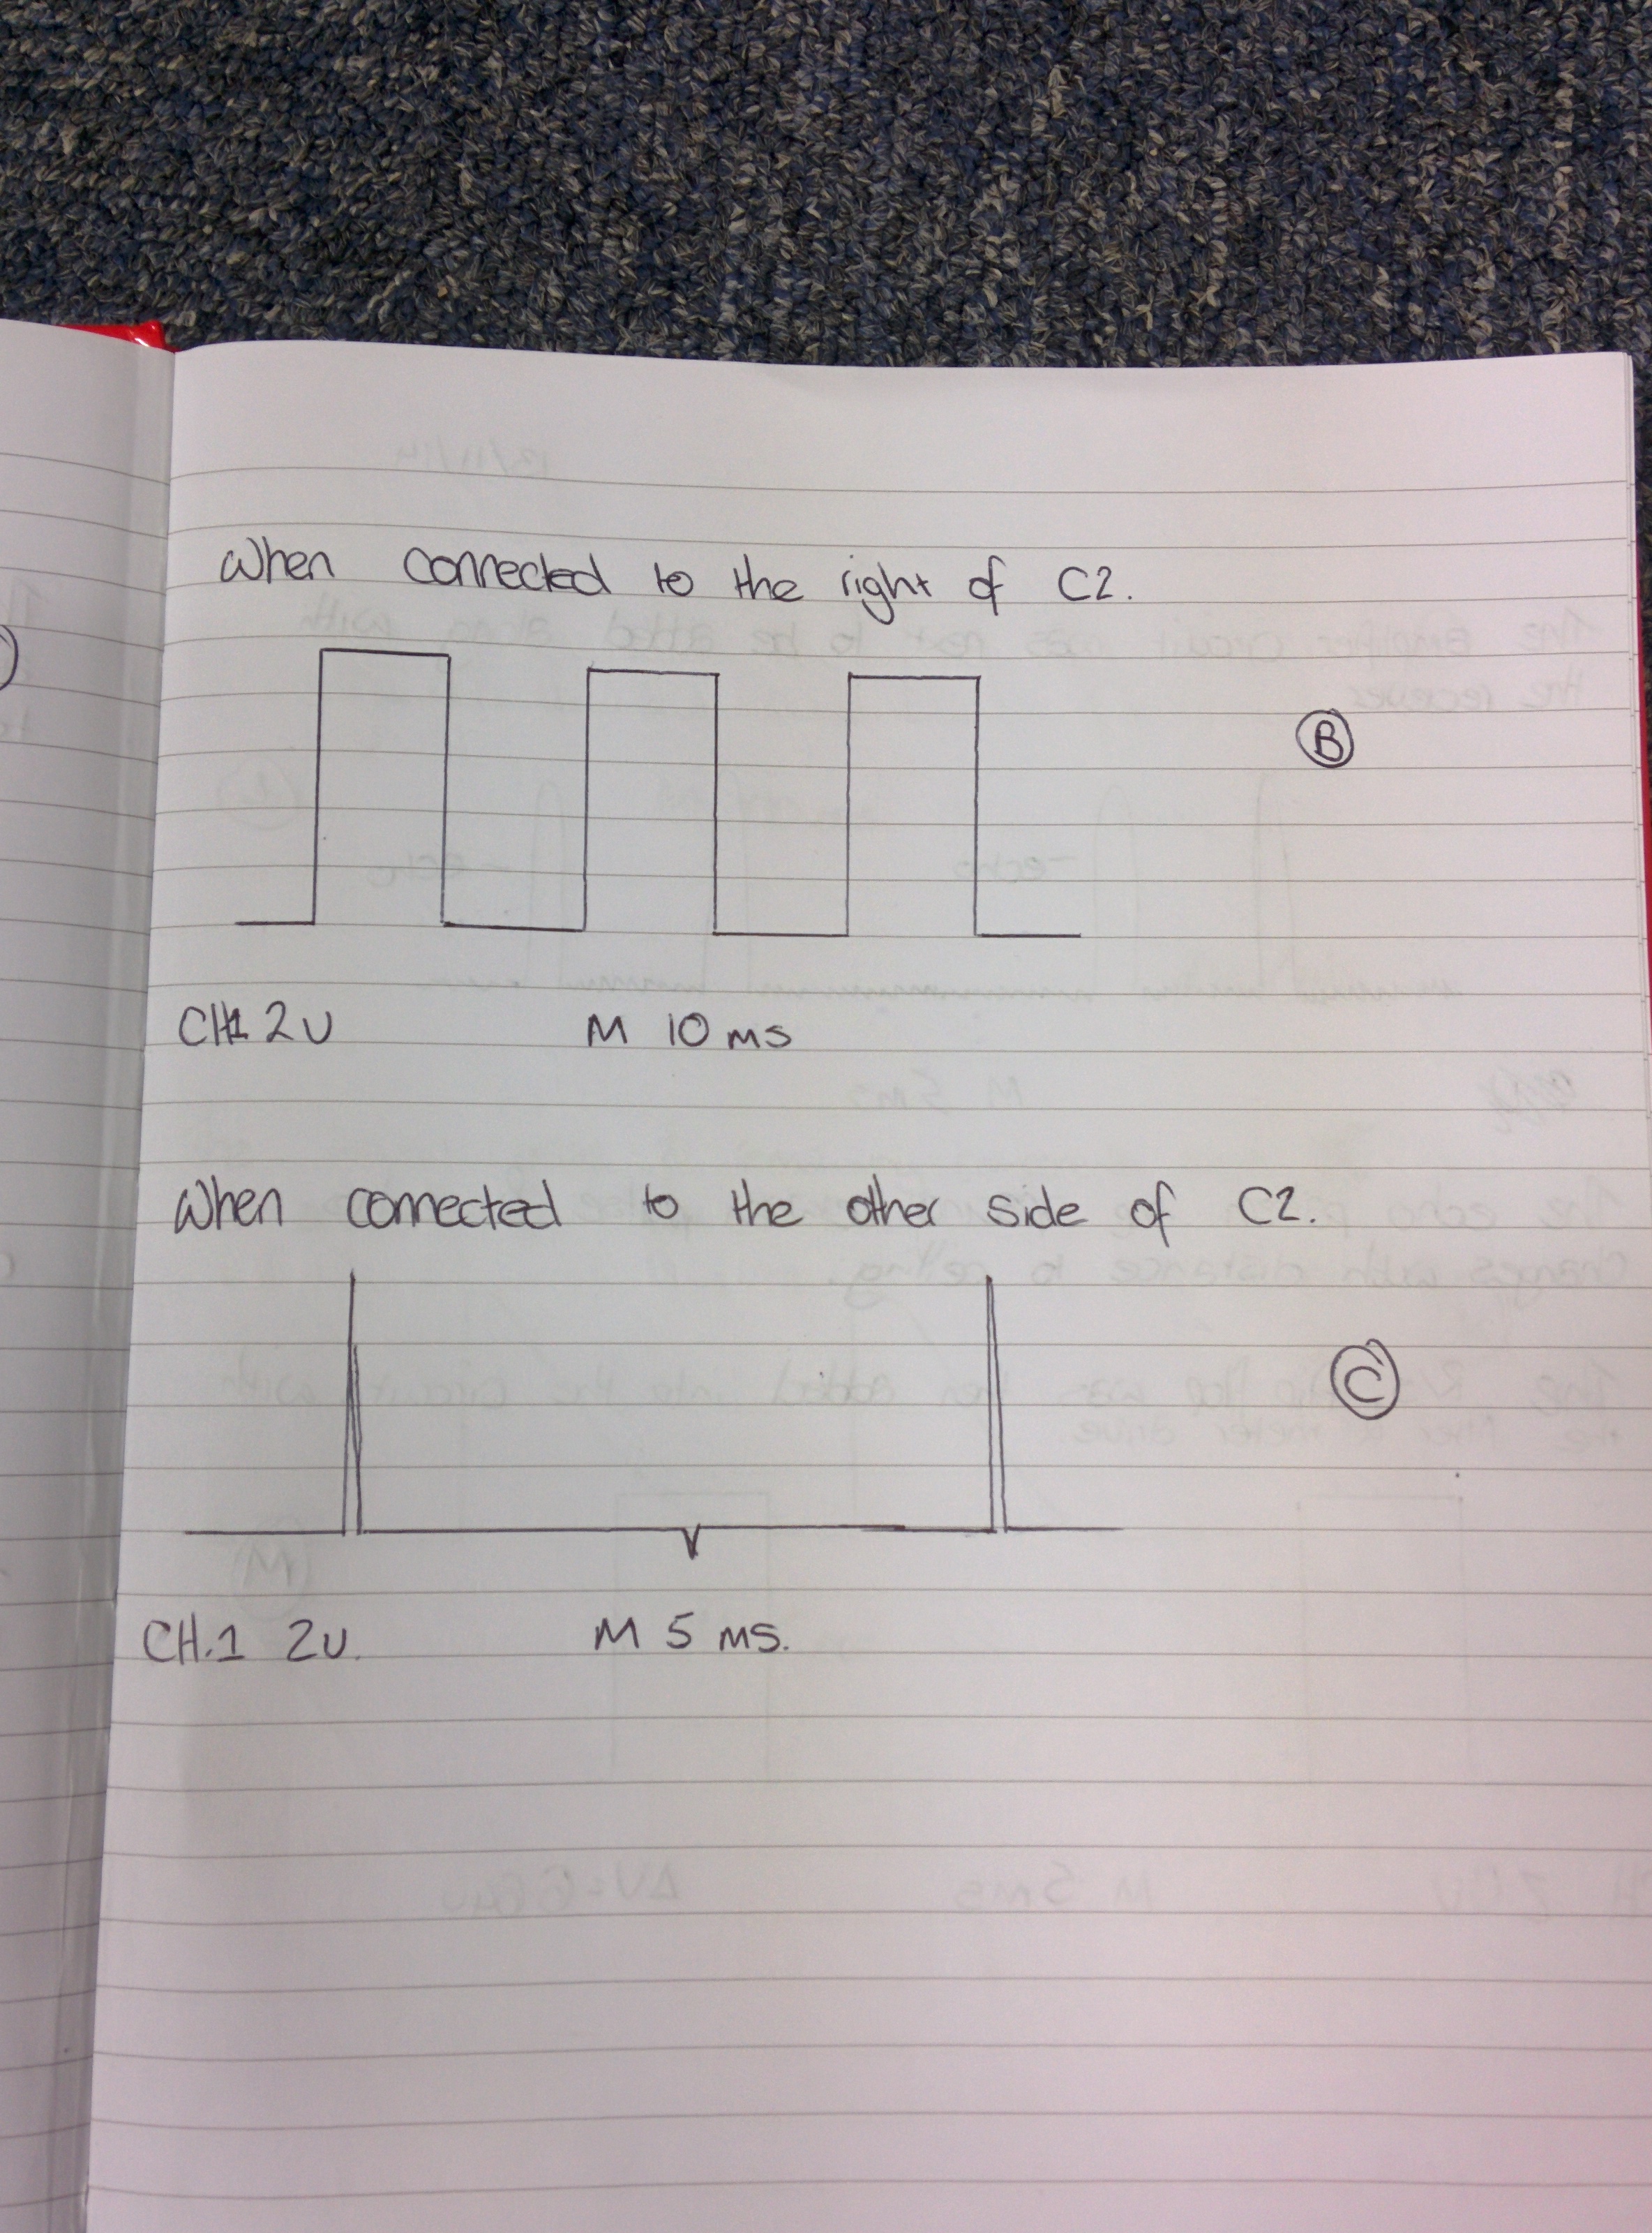 When connected to the right of C2.
B
CH1 2V M 10 ms
When connected to the other side of C2.
C
CH.1 2V. M 5 ms.